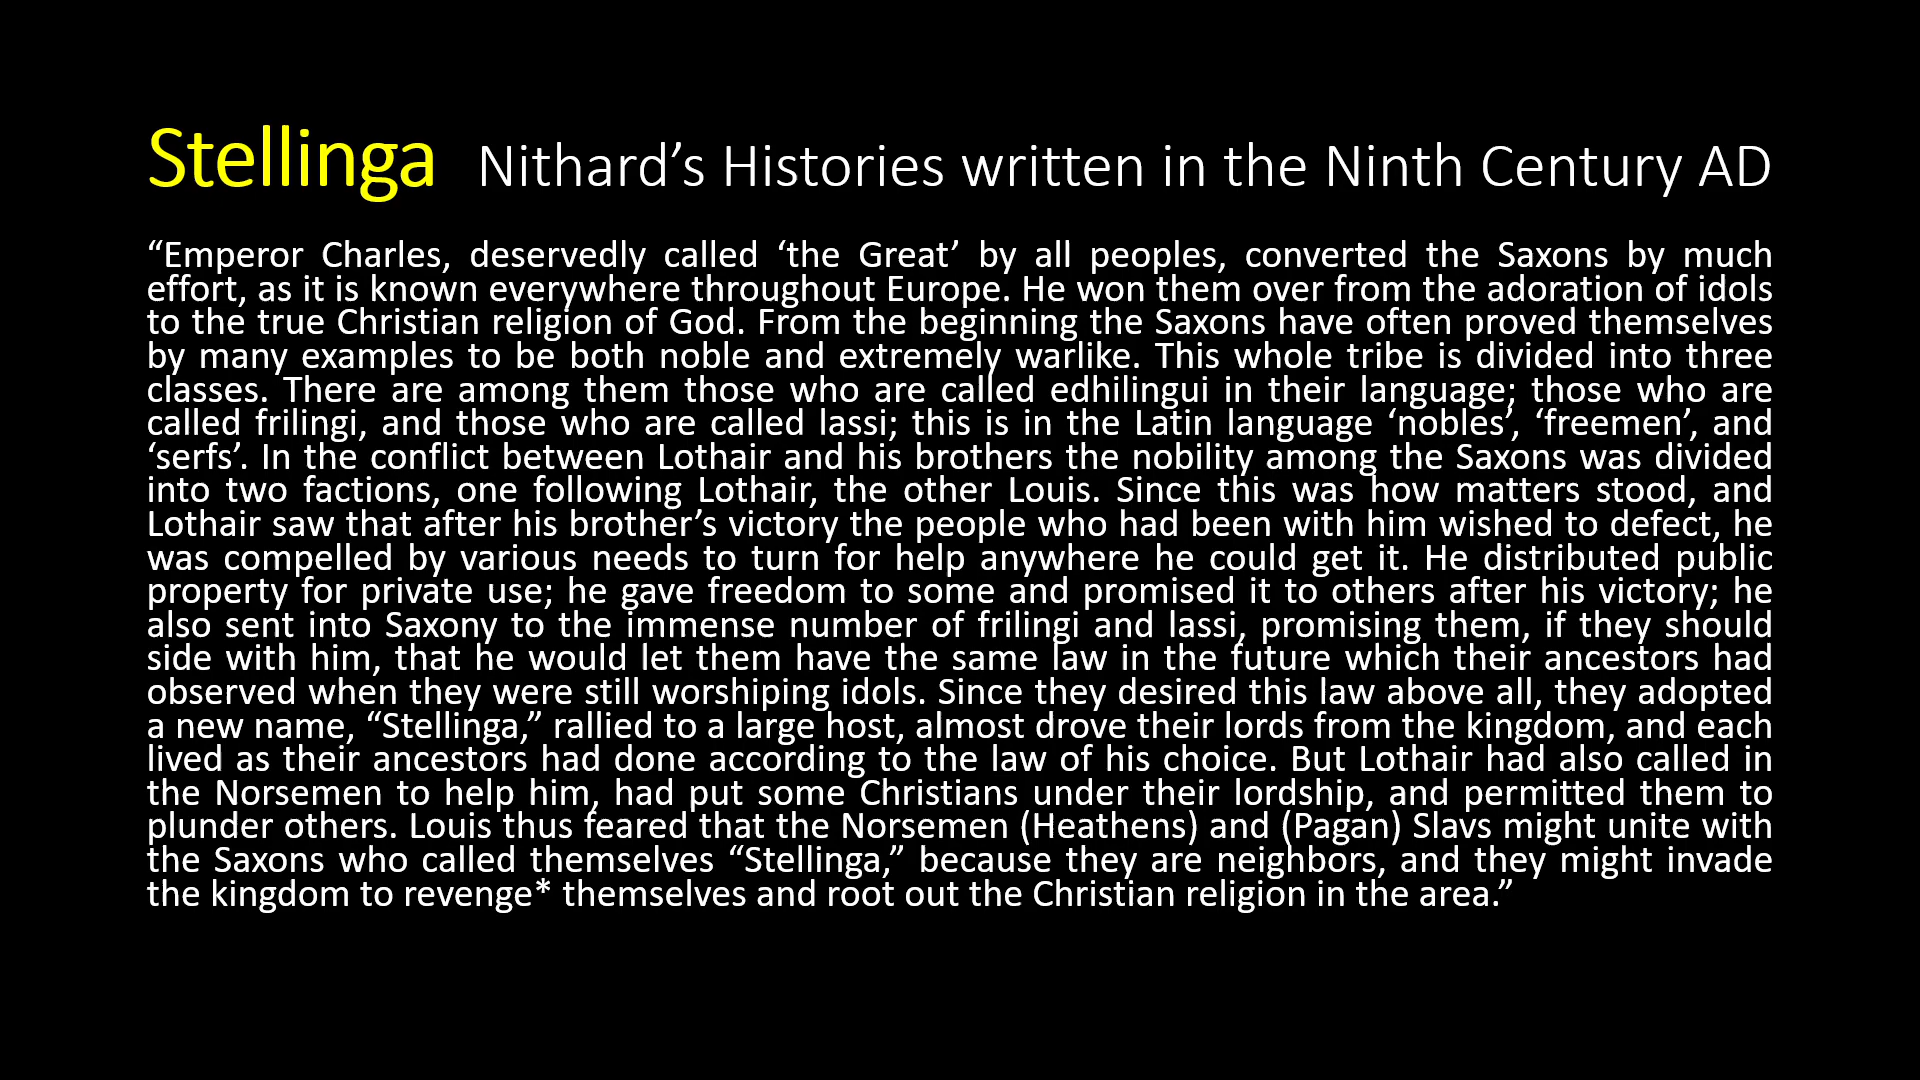 Stellinga Nithard’s Histories written in the Ninth Century AD
“Emperor Charles, deservedly called ‘the Great’ by all peoples, converted the Saxons by much
effort, as it is known everywhere throughout Europe. He won them over from the adoration of idols
to the true Christian religion of God. From the beginning the Saxons have often proved themselves
by many examples to be both noble and extremely warlike. This whole tribe is divided into three
classes. There are among them those who are called edhilingui in their language; those who are
called frilingi, and those who are called lassi; this is in the Latin language ‘nobles’, ‘freemen’, and
‘serfs’. In the conflict between Lothair and his brothers the nobility among the Saxons was divided
into two factions, one following Lothair, the other Louis. Since this was how matters stood, and
Lothair saw that after his brother’s victory the people who had been with him wished to defect, he
was compelled by various needs to turn for help anywhere he could get it. He distributed public
property for private use; he gave freedom to some and promised it to others after his victory; he
also sent into Saxony to the immense number of frilingi and lassi, promising them, if they should
side with him, that he would let them have the same law in the future which their ancestors had
observed when they were still worshiping idols. Since they desired this law above all, they adopted
a new name, “Stellinga,” rallied to a large host, almost drove their lords from the kingdom, and each
lived as their ancestors had done according to the law of his choice. But Lothair had also called in
the Norsemen to help him, had put some Christians under their lordship, and permitted them to
plunder others. Louis thus feared that the Norsemen (Heathens) and (Pagan) Slavs might unite with
the Saxons who called themselves “Stellinga,” because they are neighbors, and they might invade
the kingdom to revenge* themselves and root out the Christian religion in the area.”